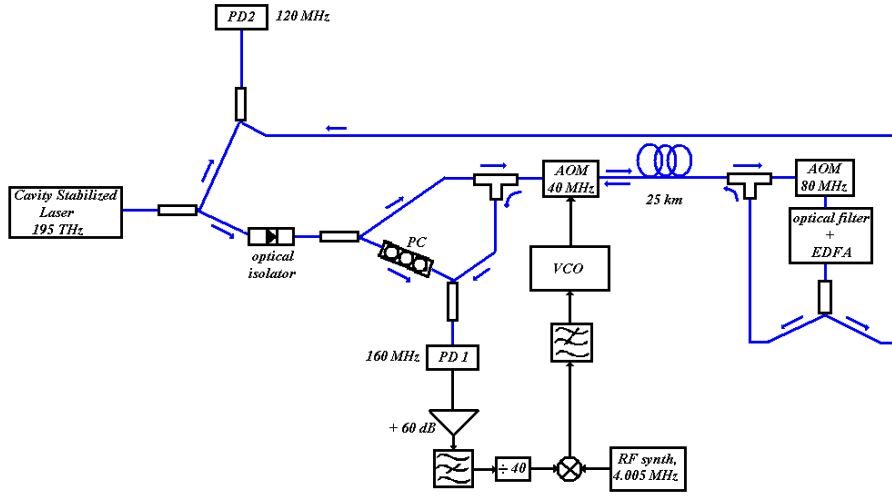 PD2
120 MHz
Cavity Stabilized
Laser
195 THz
optical
isolator
PC
AOM
40 MHz
25 km
AOM
80 MHz
optical filter
+
EDFA
VCO
160 MHz
PD 1
+ 60 dB
÷ 40
RF synth,
4.005 MHz